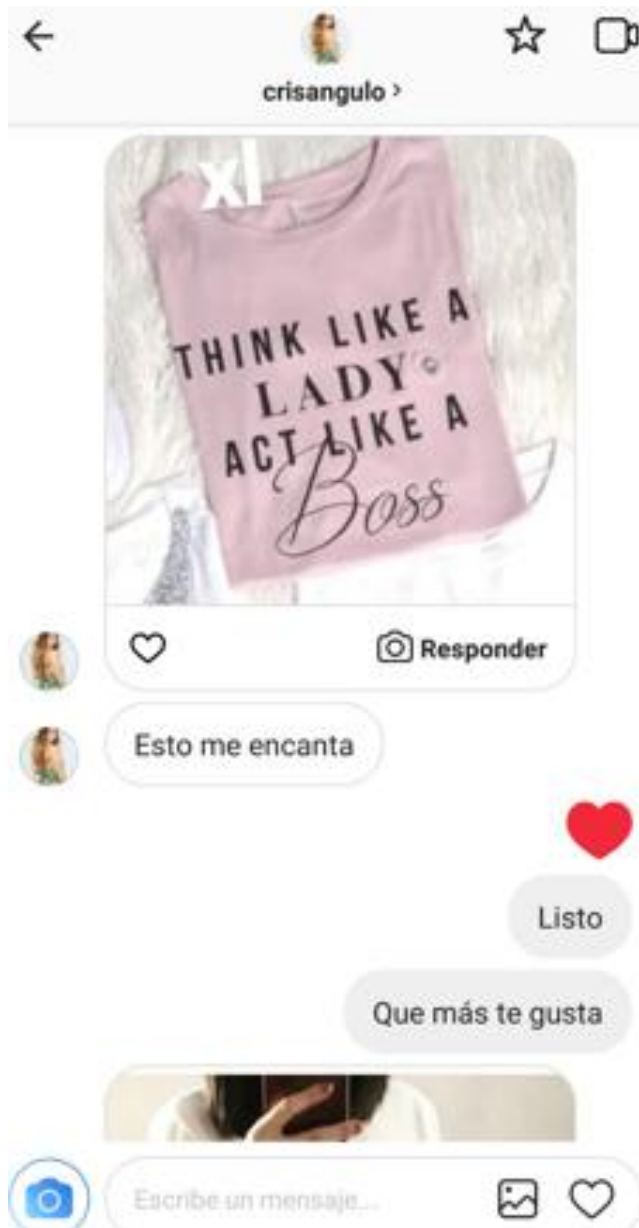 crisangulo >
xl
THINK LIKE A
LADY
ACT LIKE A
Boss
Responder
Esto me encanta
Listo
Que más te gusta
Escribe un mensaje...